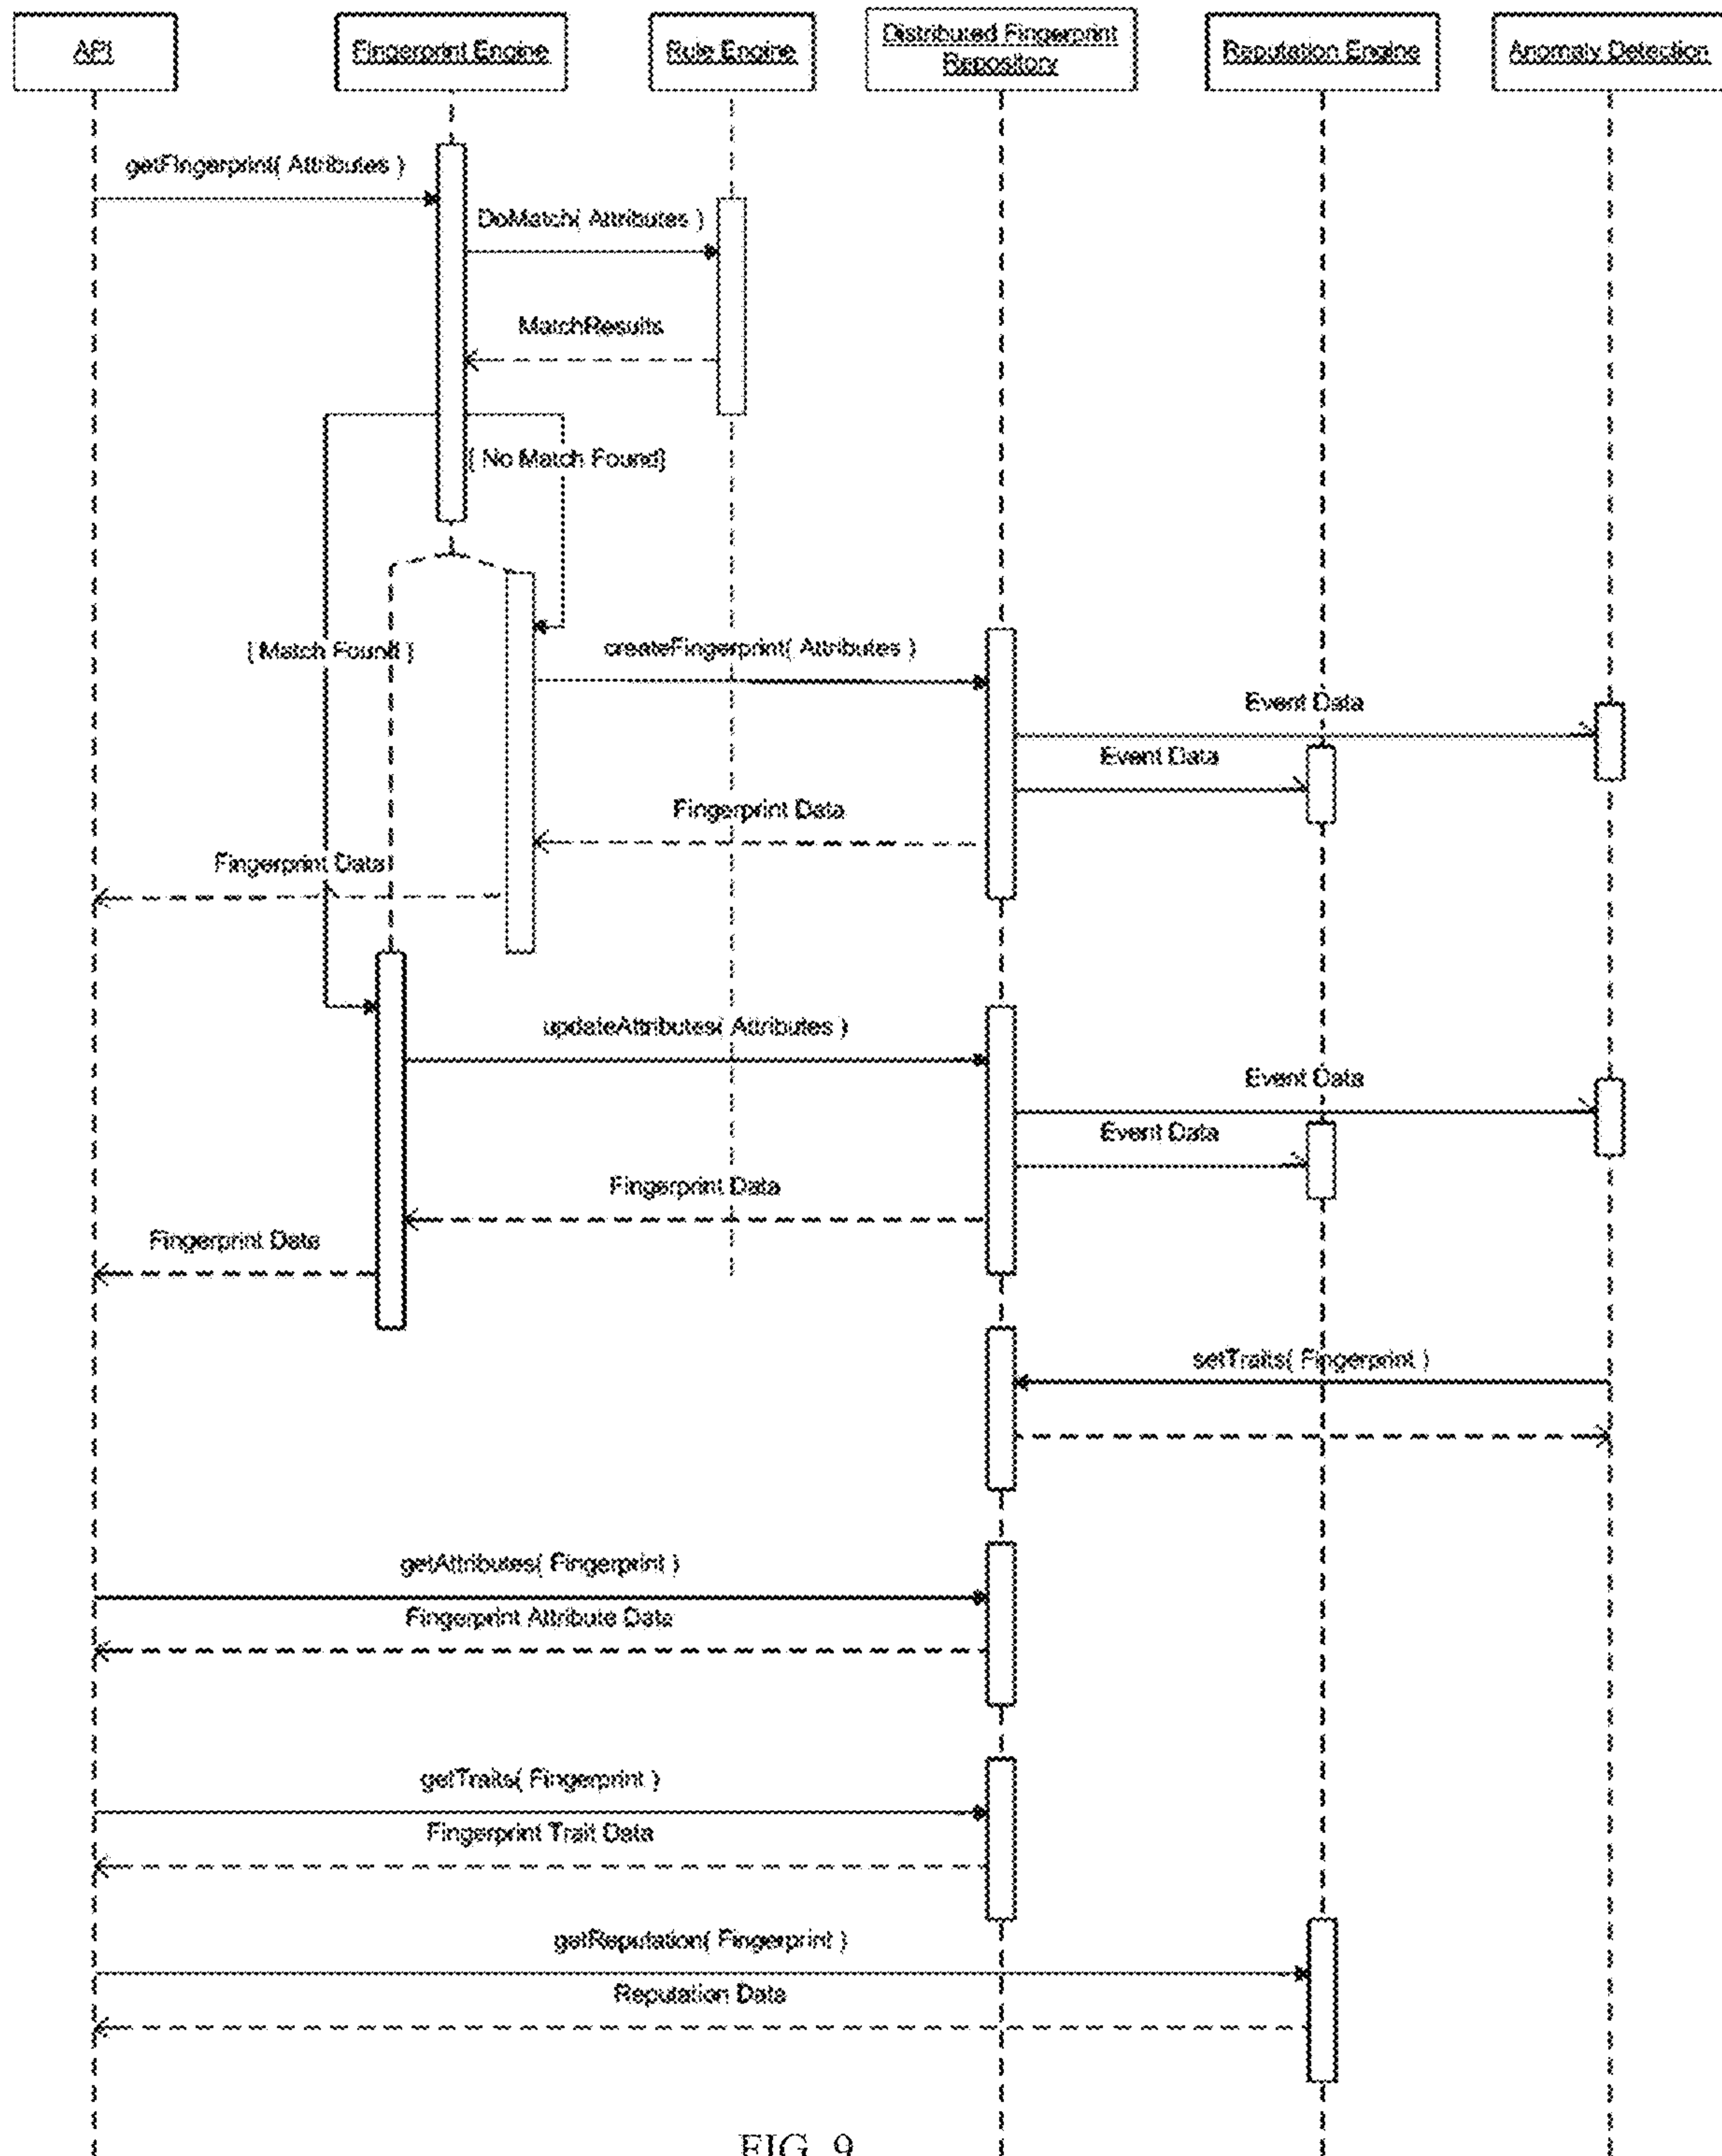 API
Fingerprint Engine
Rule Engine
Distributed Fingerprint
Repository
Reputation Engine
Anomaly Detection
getFingerprint( Attributes )
DoMatch( Attributes )
MatchResults
[ No Match Found]
[ Match Found ]
createFingerprint( Attributes )
Event Data
Event Data
Fingerprint Data
Fingerprint Data
updateAttributes( Attributes )
Event Data
Event Data
Fingerprint Data
Fingerprint Data
setTraits( Fingerprint )
getAttributes( Fingerprint )
Fingerprint Attribute Data
getTraits( Fingerprint )
Fingerprint Trait Data
getReputation( Fingerprint )
Reputation Data
FIG. 9